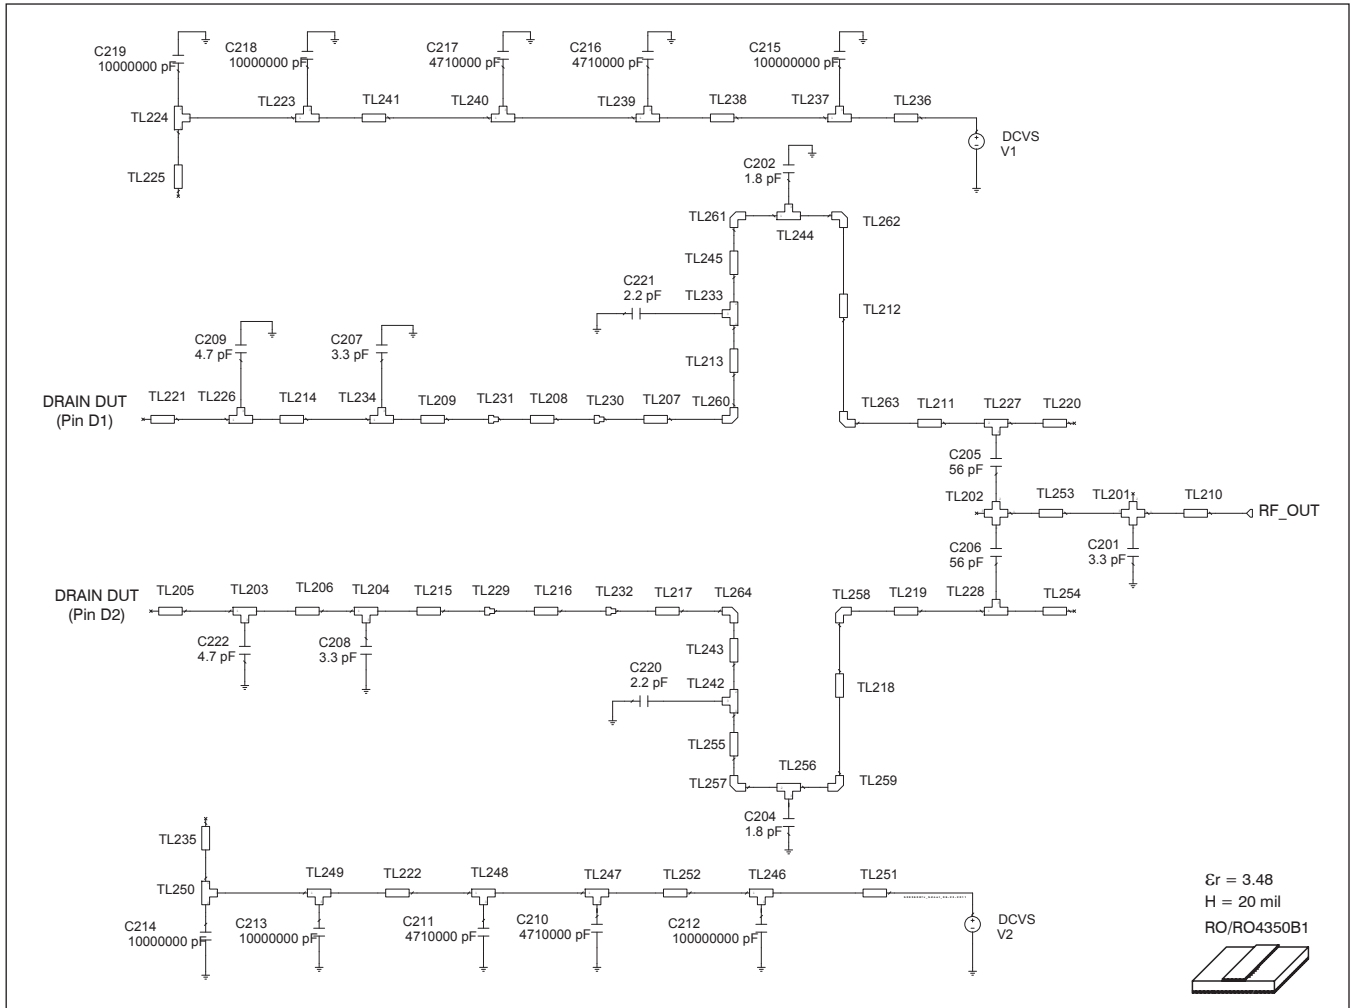 C219
10000000 pF
C218
10000000 pF
C217
4710000 pF
C216
4710000 pF
C215
100000000 pF
TL224
TL223
TL241
TL240
TL239
TL238
TL237
TL236
DCVS
V1
TL225
C202
1.8 pF
TL261
TL244
TL262
TL245
C221
2.2 pF
TL233
TL212
TL213
C209
4.7 pF
C207
3.3 pF
DRAIN DUT
(Pin D1)
TL221
TL226
TL214
TL234
TL209
TL231
TL208
TL230
TL207
TL260
TL263
TL211
TL227
TL220
C205
56 pF
TL202
TL253
TL201
TL210
RF_OUT
C206
56 pF
C201
3.3 pF
DRAIN DUT
(Pin D2)
TL205
TL203
TL206
TL204
TL215
TL229
TL216
TL232
TL217
TL264
TL258
TL219
TL228
TL254
C222
4.7 pF
C208
3.3 pF
TL243
C220
2.2 pF
TL242
TL218
TL255
TL257
TL256
TL259
C204
1.8 pF
TL235
TL250
TL249
TL222
TL248
TL247
TL252
TL246
TL251
C214
10000000 pF
C213
10000000 pF
C211
4710000 pF
C210
4710000 pF
C212
100000000 pF
DCVS
V2
Ɛr = 3.48
H = 20 mil
RO/RO4350B1